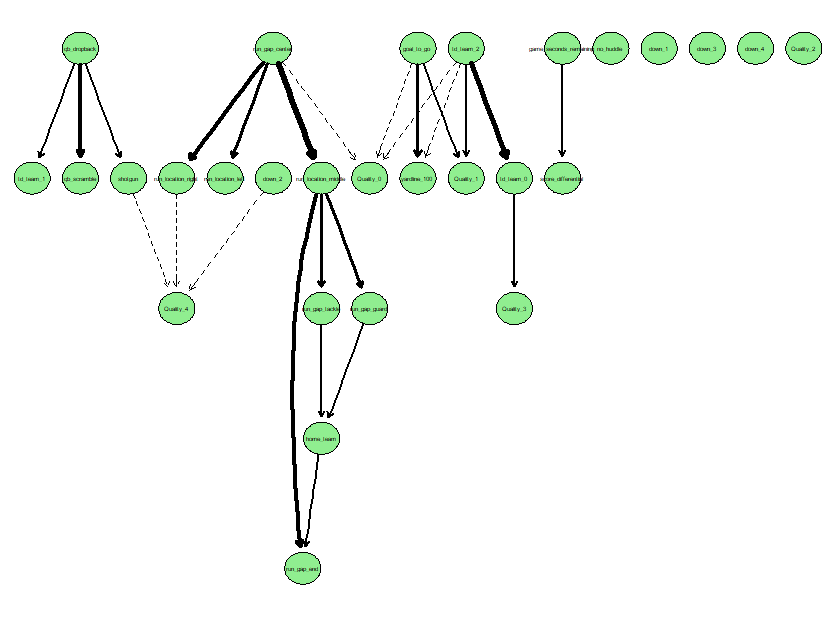 qb_dropback
run_gap_center
goal_to_go
td_team_2
game_seconds_remaining
no_huddle
down_1
down_3
down_4
Quality_2
td_team_1
qb_scramble
shotgun
run_location_right
run_location_left
down_2
run_location_middle
Quality_0
yardline_100
Quality_1
td_team_0
score_differential
Quality_4
run_gap_tackle
run_gap_guard
Quality_3
home_team
run_gap_end